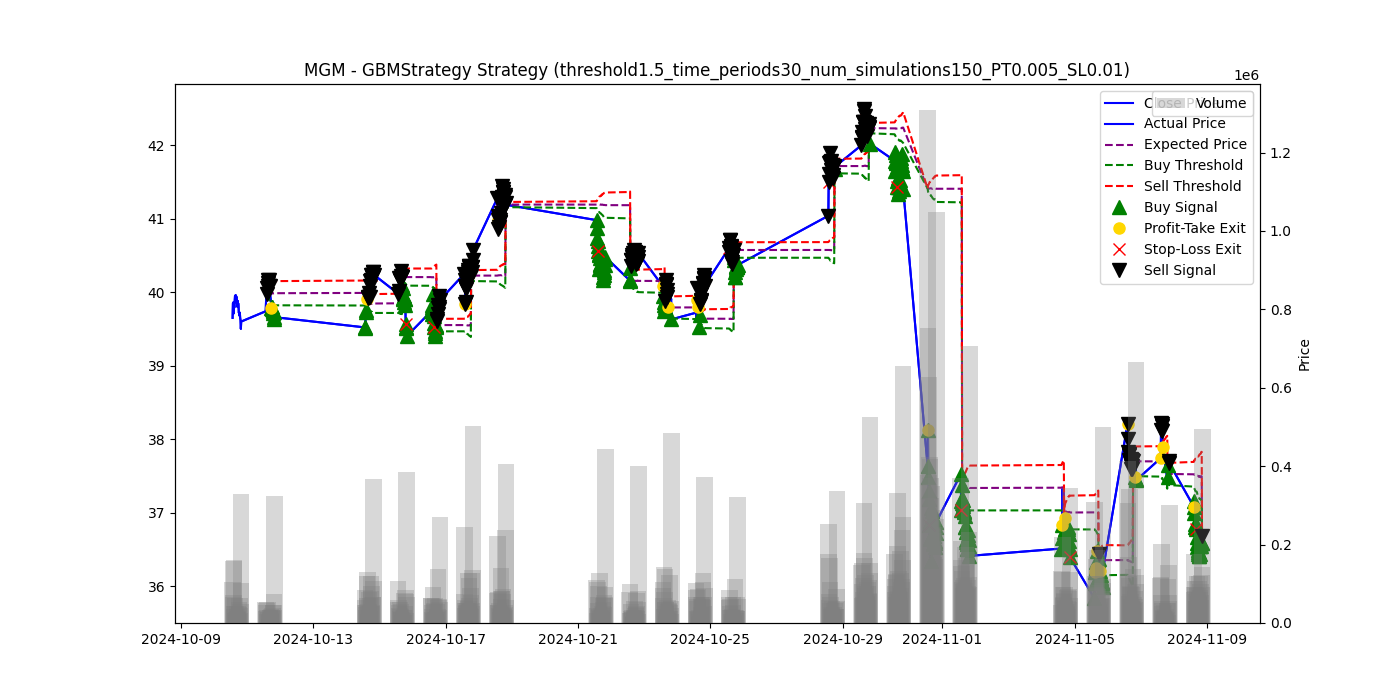 MGM - GBMStrategy Strategy (threshold1.5_time_periods30_num_simulations150_PT0.005_SL0.01)
1e6
Volume
Actual Price
Expected Price
Buy Threshold
Sell Threshold
Buy Signal
Profit-Take Exit
Stop-Loss Exit
Sell Signal
42
41
40
39
38
37
36
1.2
1.0
0.8
0.6
0.4
0.2
0.0
Price
2024-10-09
2024-10-13
2024-10-17
2024-10-21
2024-10-25
2024-10-29
2024-11-01
2024-11-05
2024-11-09